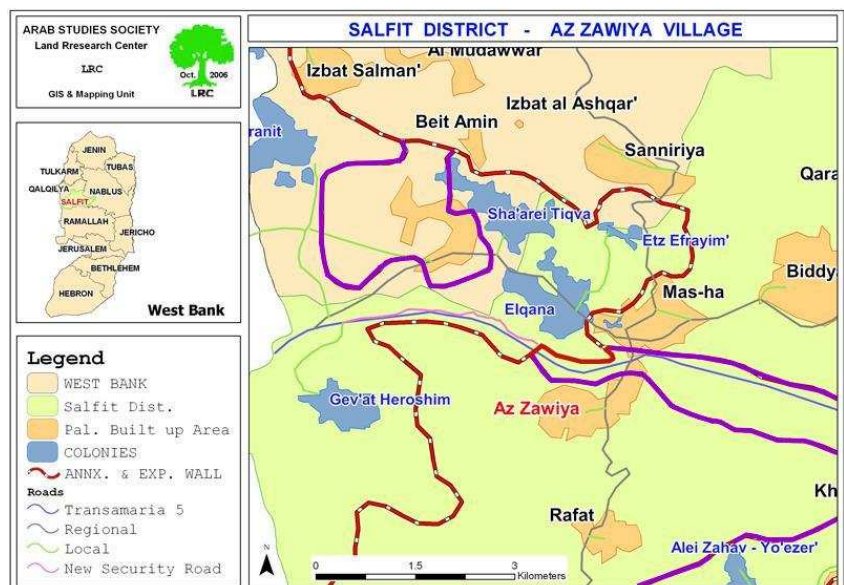 ARAB STUDIES SOCIETY
Land Rresearch Center
LRC
GIS & Mapping Unit
Oct. 2006
LRC
SALFIT DISTRICT - AZ ZAWIYA VILLAGE
JENIN
TUBAS
TULKARM
QALQILYA
NABLUS
SALFIT
RAMALLAH
JERICHO
JERUSALEM
BETHLEHEM
HEBRON
West Bank
Legend
WEST BANK
Salfit Dist.
Pal. Built up Area
COLONIES
ANNX. & EXP. WALL
Roads
Transamaria 5
Regional
Local
New Security Road
Al Mudawwar
Izbat Salman'
Izbat al Ashqar'
Beit Amin
ranit
Sanniriya
Qara
Sha'arei Tiqva
Etz Efrayim'
Biddy
Mas-ha
Elqana
Gev'at Heroshim
Az Zawiya
Kh
Rafat
Alei Zahav - Yo'ezer'
N
0 1.5 3
Kilometers